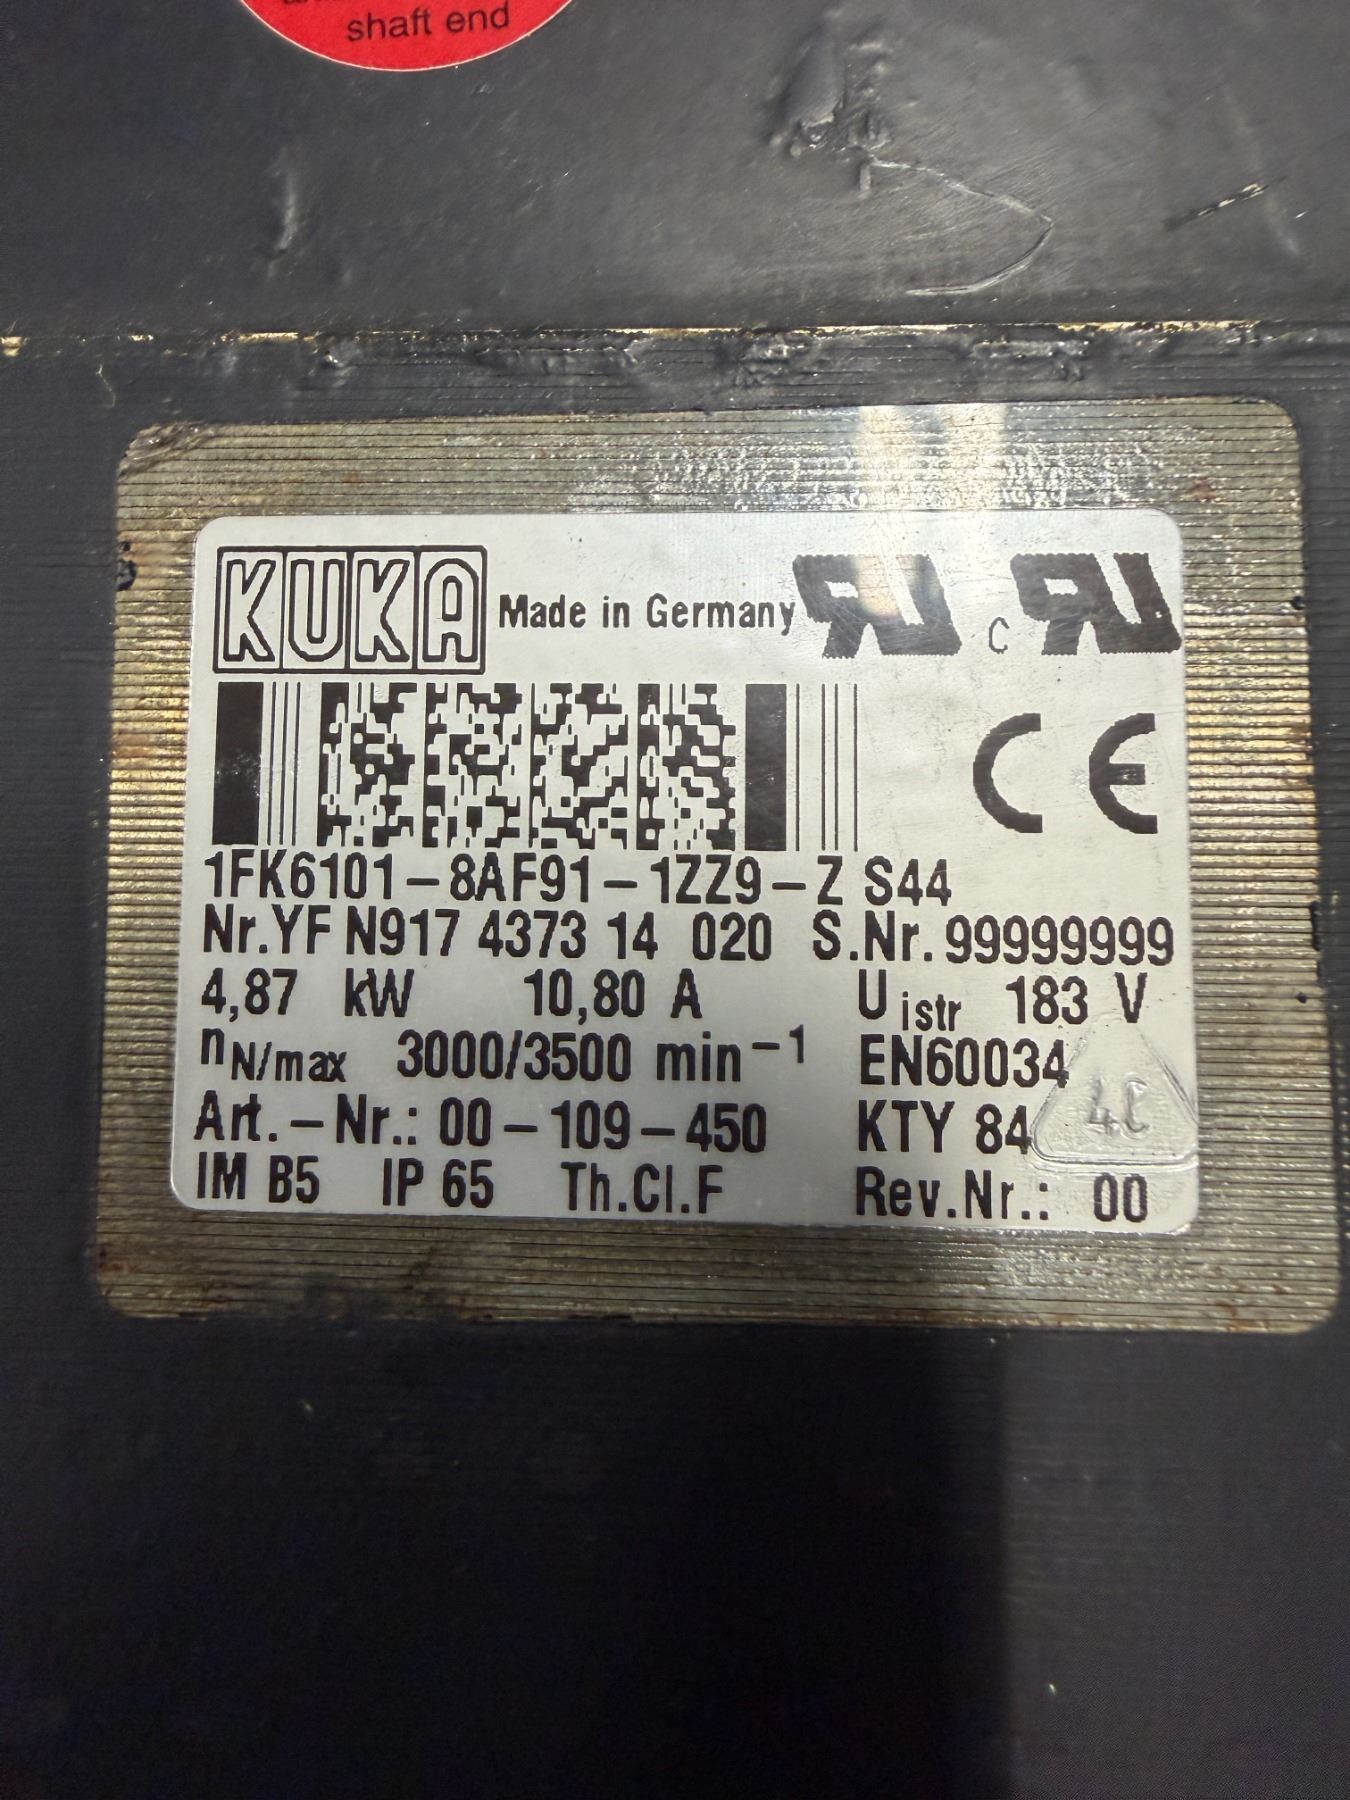 shaft end
KUKA Made in Germany
C
CE
1FK6101-8AF91-1ZZ9-Z S44
Nr.YF N917 4373 14 020 S.Nr. 99999999
4,87 kW 10,80 A U istr 183 V
nN/max 3000/3500 min-1 EN60034
Art.-Nr.: 00-109-450 KTY 84
4C
IM B5 IP 65 Th.Cl.F Rev.Nr.: 00